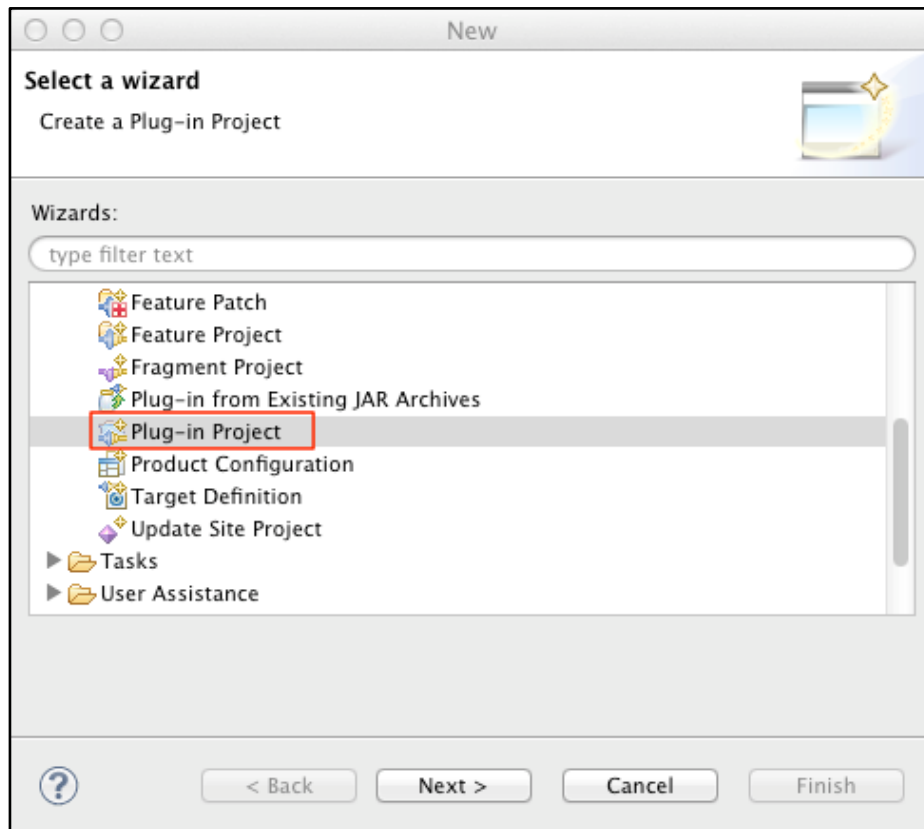 New
Select a wizard
Create a Plug-in Project
Wizards:
type filter text
Feature Patch
Feature Project
Fragment Project
Plug-in from Existing JAR Archives
Plug-in Project
Product Configuration
Target Definition
Update Site Project
Tasks
User Assistance
? < Back Next > Cancel Finish